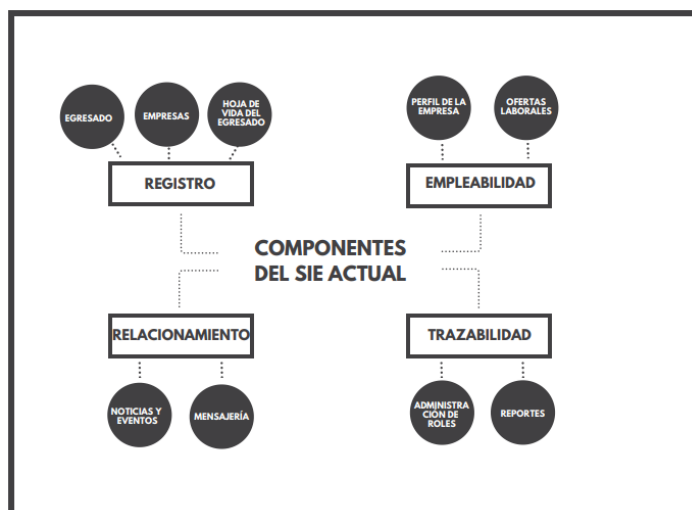 EGRESADO
EMPRESAS
HOJA DE
VIDA DEL
EGRESADO
REGISTRO
PERFIL DE LA
EMPRESA
OFERTAS
LABORALES
EMPLEABILIDAD
COMPONENTES
DEL SIE ACTUAL
RELACIONAMIENTO
NOTICIAS Y
EVENTOS
MENSAJERÍA
TRAZABILIDAD
ADMINISTRA
CIÓN DE
ROLES
REPORTES